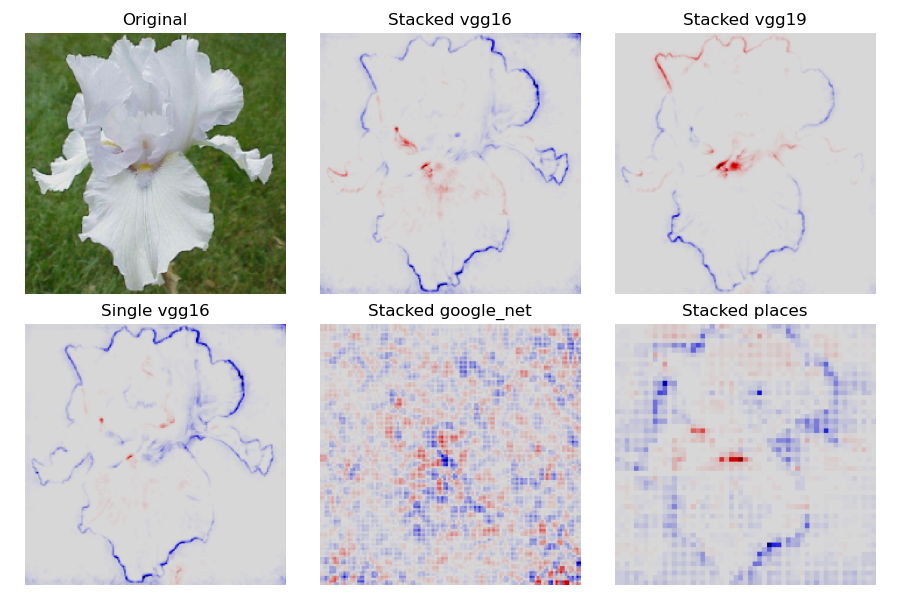 Original
Stacked vgg16
Stacked vgg19
Single vgg16
Stacked google_net
Stacked places